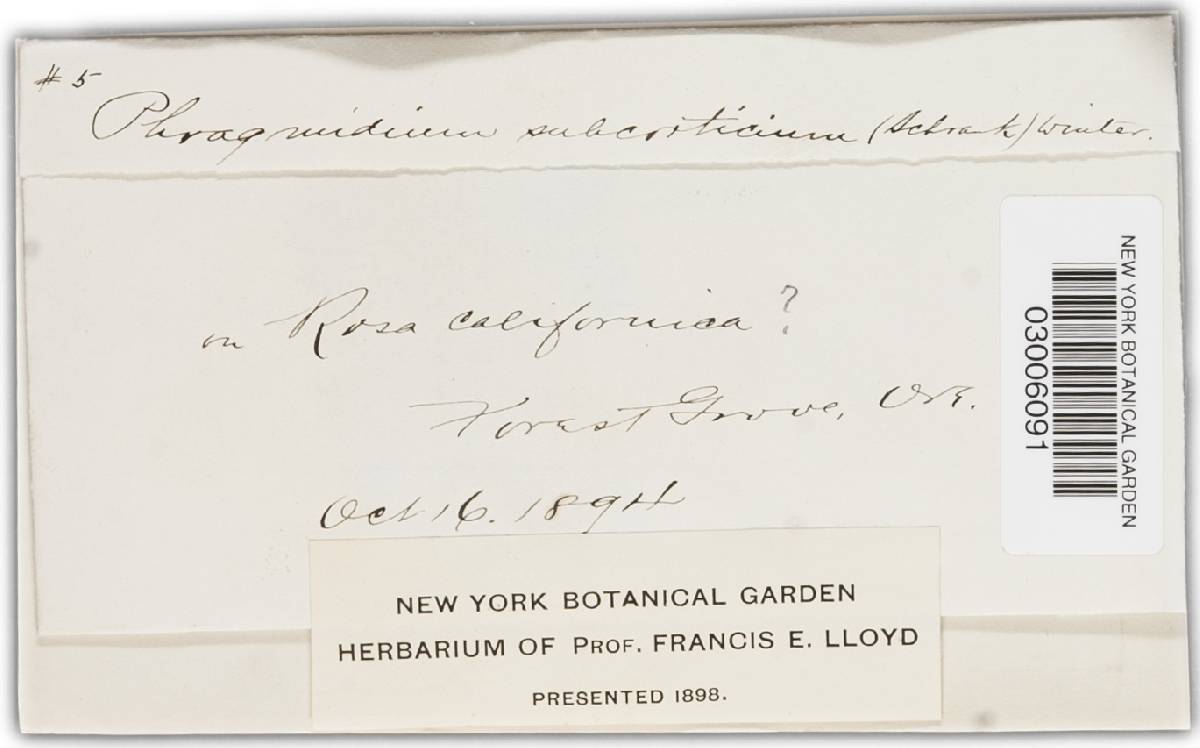 # 5
Phragmidium subcorticium (Schrank) Winter.
on Rosa californica ?
Forest Grove, Ore.
Oct 16. 1894
NEW YORK BOTANICAL GARDEN
HERBARIUM OF PROF. FRANCIS E. LLOYD
PRESENTED 1898.
NEW YORK BOTANICAL GARDEN
03006091